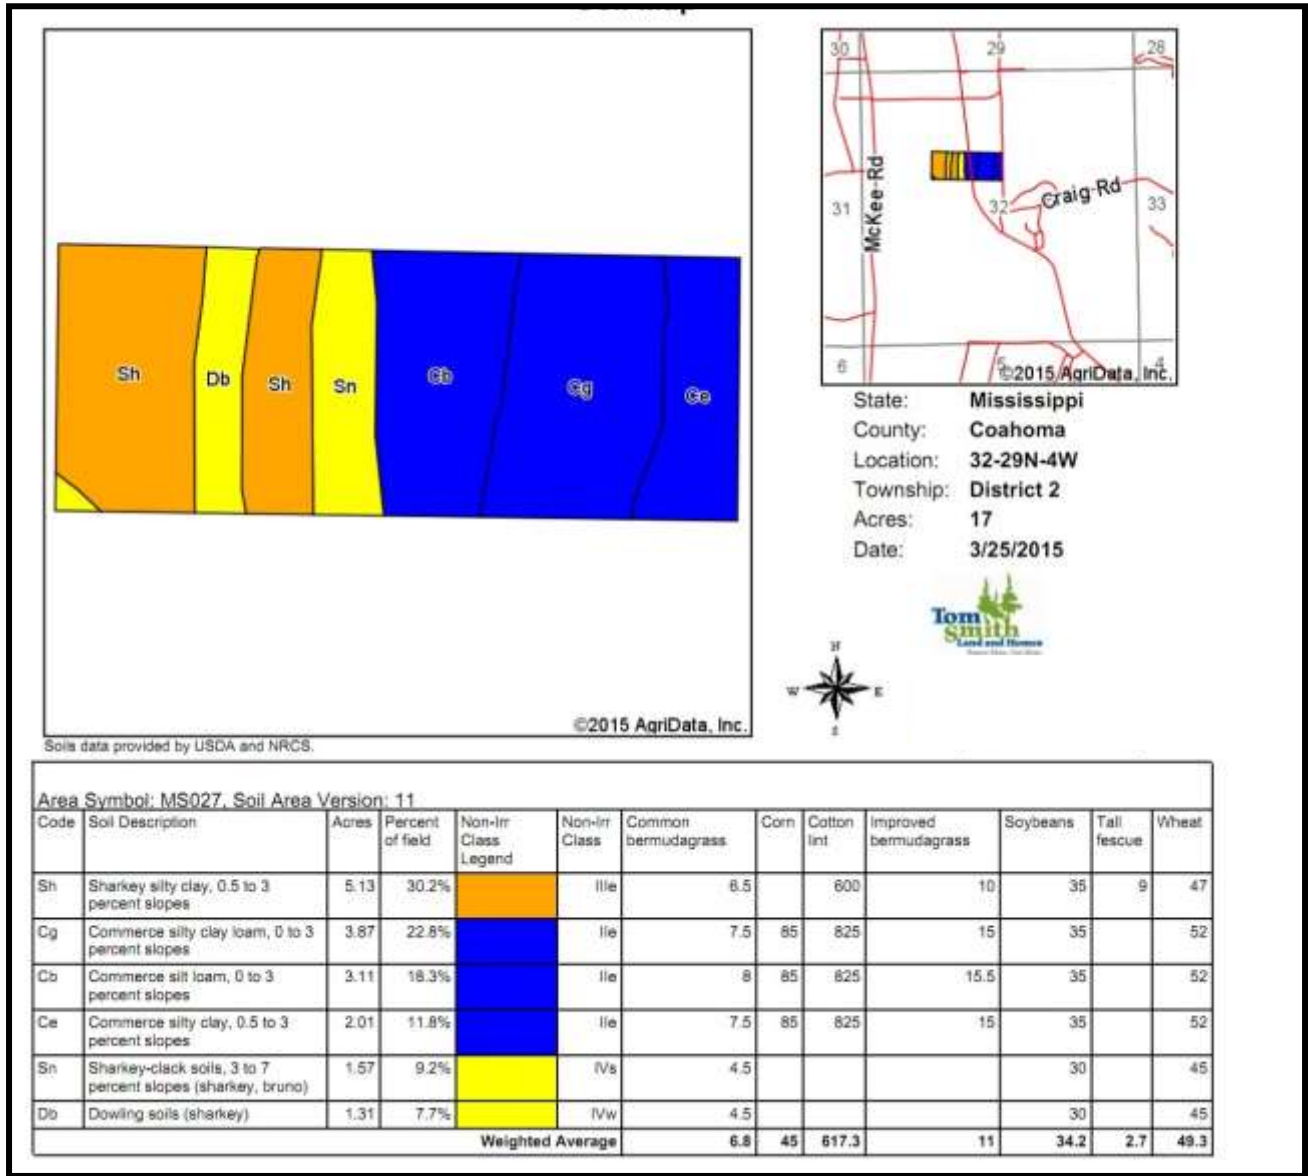 Sh
Db
Sh
Sn
Cb
Cg
Ce
©2015 AgriData, Inc.
Soils data provided by USDA and NRCS.
30
29
28
McKee-Rd
31
32
Craig-Rd
33
6
5
4
©2015 AgriData, Inc.
State: Mississippi
County: Coahoma
Location: 32-29N-4W
Township: District 2
Acres: 17
Date: 3/25/2015
Tom
Smith
Land and Homes
N
W E
S
Area Symbol: MS027, Soil Area Version: 11
Code Soil Description Acres Percent of field Non-Irr Class Legend Non-Irr Class Common bermudagrass Corn Cotton lint Improved bermudagrass Soybeans Tall fescue Wheat
Sh Sharkey silty clay, 0.5 to 3 percent slopes 5.13 30.2% IIIe 6.5 600 10 35 9 47
Cg Commerce silty clay loam, 0 to 3 percent slopes 3.87 22.8% IIe 7.5 85 825 15 35 52
Cb Commerce silt loam, 0 to 3 percent slopes 3.11 18.3% IIe 8 85 825 15.5 35 52
Ce Commerce silty clay, 0.5 to 3 percent slopes 2.01 11.8% IIe 7.5 85 825 15 35 52
Sn Sharkey-clack soils, 3 to 7 percent slopes (sharkey, bruno) 1.57 9.2% IVs 4.5 30 45
Db Dowling soils (sharkey) 1.31 7.7% IVw 4.5 30 45
Weighted Average 6.8 45 617.3 11 34.2 2.7 49.3